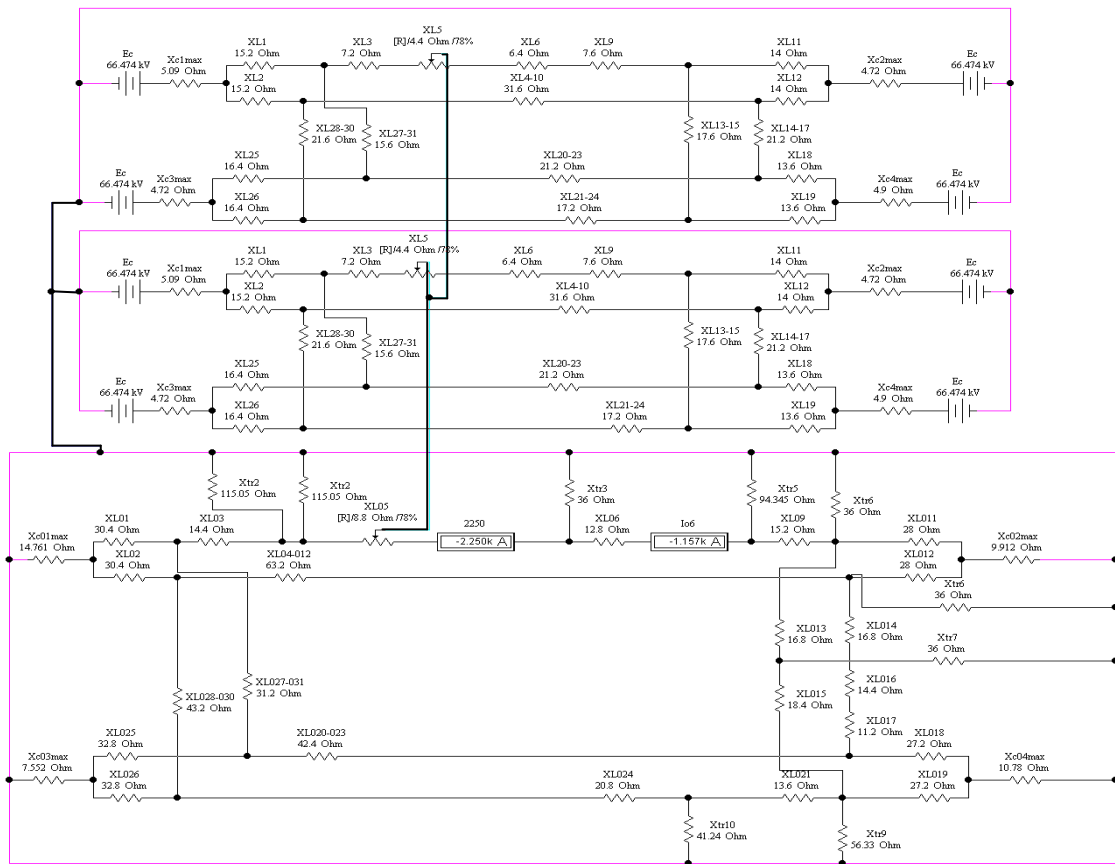 XL5
[R]/4.4 Ohm /78%
XL1
15.2 Ohm
XL3
7.2 Ohm
XL6
6.4 Ohm
XL9
7.6 Ohm
XL11
14 Ohm
Ec
66.474 kV
Xc1max
5.09 Ohm
XL2
15.2 Ohm
XL4-10
31.6 Ohm
XL12
14 Ohm
Xc2max
4.72 Ohm
Ec
66.474 kV
XL28-30
21.6 Ohm
XL27-31
15.6 Ohm
XL13-15
17.6 Ohm
XL14-17
21.2 Ohm
XL25
16.4 Ohm
XL20-23
21.2 Ohm
XL18
13.6 Ohm
Ec
66.474 kV
Xc3max
4.72 Ohm
XL26
16.4 Ohm
XL21-24
17.2 Ohm
XL19
13.6 Ohm
Xc4max
4.9 Ohm
Ec
66.474 kV
XL5
[R]/4.4 Ohm /78%
XL1
15.2 Ohm
XL3
7.2 Ohm
XL6
6.4 Ohm
XL9
7.6 Ohm
XL11
14 Ohm
Ec
66.474 kV
Xc1max
5.09 Ohm
XL2
15.2 Ohm
XL4-10
31.6 Ohm
XL12
14 Ohm
Xc2max
4.72 Ohm
Ec
66.474 kV
XL28-30
21.6 Ohm
XL27-31
15.6 Ohm
XL13-15
17.6 Ohm
XL14-17
21.2 Ohm
XL25
16.4 Ohm
XL20-23
21.2 Ohm
XL18
13.6 Ohm
Ec
66.474 kV
Xc3max
4.72 Ohm
XL26
16.4 Ohm
XL21-24
17.2 Ohm
XL19
13.6 Ohm
Xc4max
4.9 Ohm
Ec
66.474 kV
Xtr2
115.05 Ohm
Xtr2
115.05 Ohm
Xtr3
36 Ohm
Xtr5
94.345 Ohm
Xtr6
36 Ohm
XL05
[R]/8.8 Ohm /78%
Xc01max
14.761 Ohm
XL01
30.4 Ohm
XL03
14.4 Ohm
2250
-2.250k A
XL06
12.8 Ohm
Io6
-1.157k A
XL09
15.2 Ohm
XL011
28 Ohm
Xc02max
9.912 Ohm
XL02
30.4 Ohm
XL04-012
63.2 Ohm
XL012
28 Ohm
Xtr6
36 Ohm
XL013
16.8 Ohm
XL014
16.8 Ohm
Xtr7
36 Ohm
XL028-030
43.2 Ohm
XL027-031
31.2 Ohm
XL015
18.4 Ohm
XL016
14.4 Ohm
XL017
11.2 Ohm
XL025
32.8 Ohm
XL020-023
42.4 Ohm
XL018
27.2 Ohm
Xc03max
7.552 Ohm
XL026
32.8 Ohm
XL024
20.8 Ohm
XL021
13.6 Ohm
XL019
27.2 Ohm
Xc04max
10.78 Ohm
Xtr10
41.24 Ohm
Xtr9
56.33 Ohm